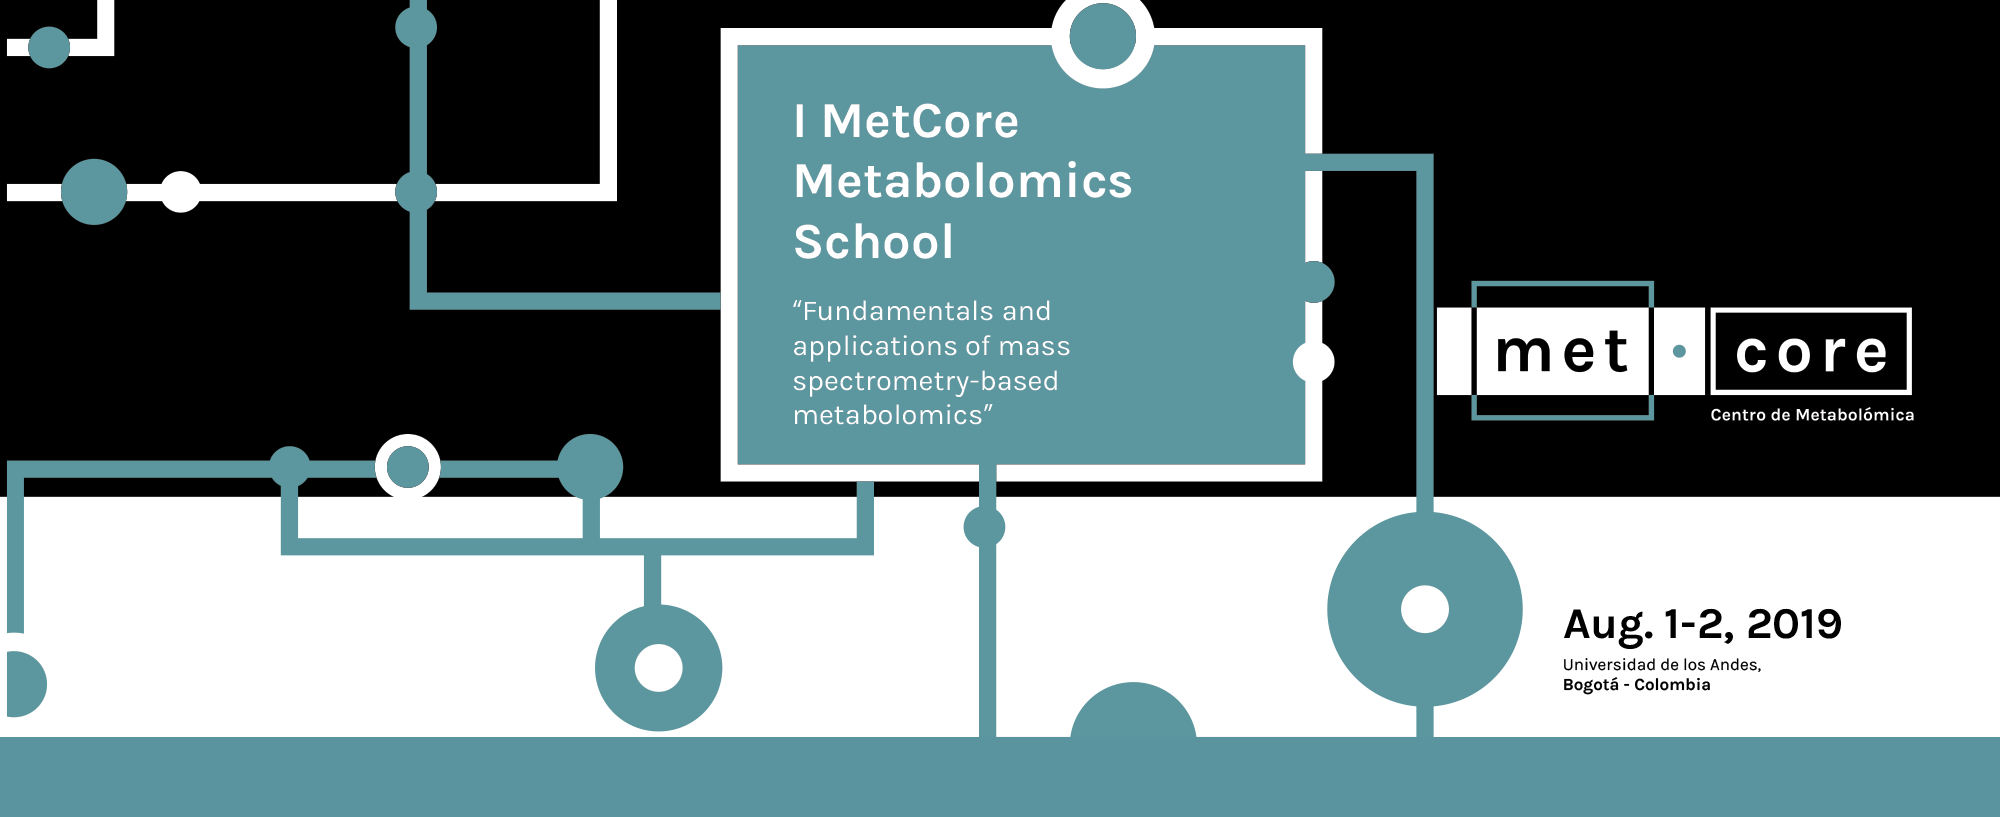 I MetCore
Metabolomics
School
“Fundamentals and
applications of mass
spectrometry-based
metabolomics”
met · core
Centro de Metabolómica
Aug. 1-2, 2019
Universidad de los Andes,
Bogotá - Colombia